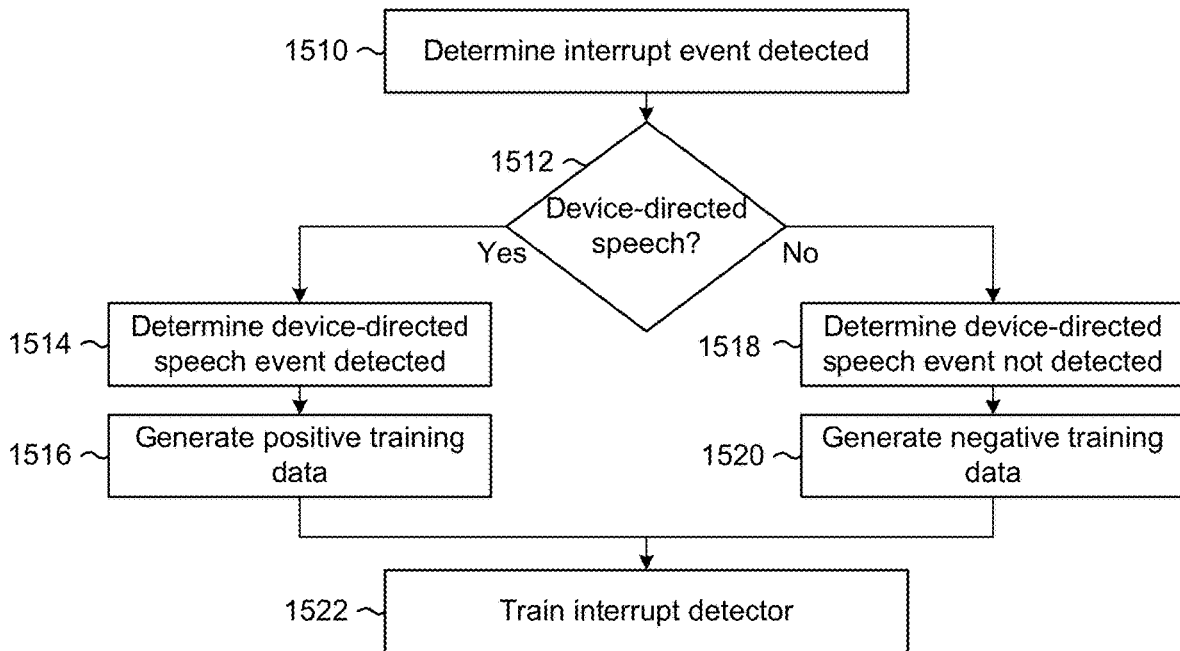 1510
Determine interrupt event detected
1512
Device-directed
speech?
Yes
No
1514
Determine device-directed
speech event detected
1518
Determine device-directed
speech event not detected
1516
Generate positive training
data
1520
Generate negative training
data
1522
Train interrupt detector